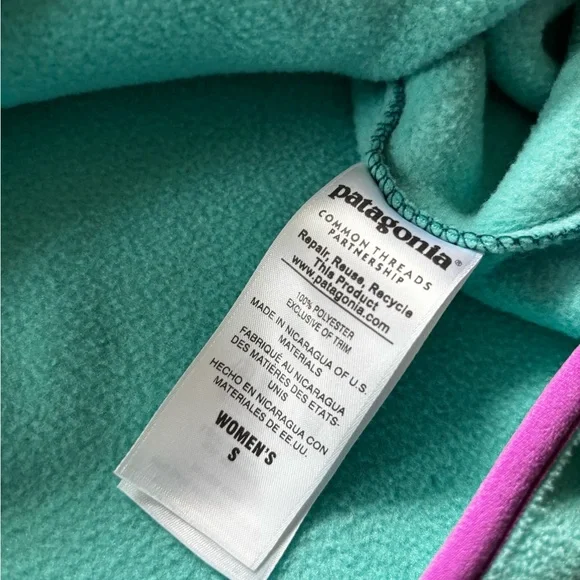 patagonia®
COMMON THREADS
PARTNERSHIP
Repair, Reuse, Recycle
This Product
www.patagonia.com
100% POLYESTER
EXCLUSIVE OF TRIM
MADE IN NICARAGUA OF U.S.
MATERIALS
FABRIQUÉ AU NICARAGUA
DES MATIÈRES DES ETATS-
UNIS
HECHO EN NICARAGUA CON
MATERIALES DE EE.UU.
WOMEN'S
S